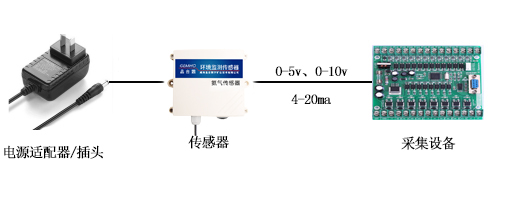 环境监测传感器
氨气传感器
0-5v、0-10v
4-20ma
电源适配器/插头
传感器
采集设备